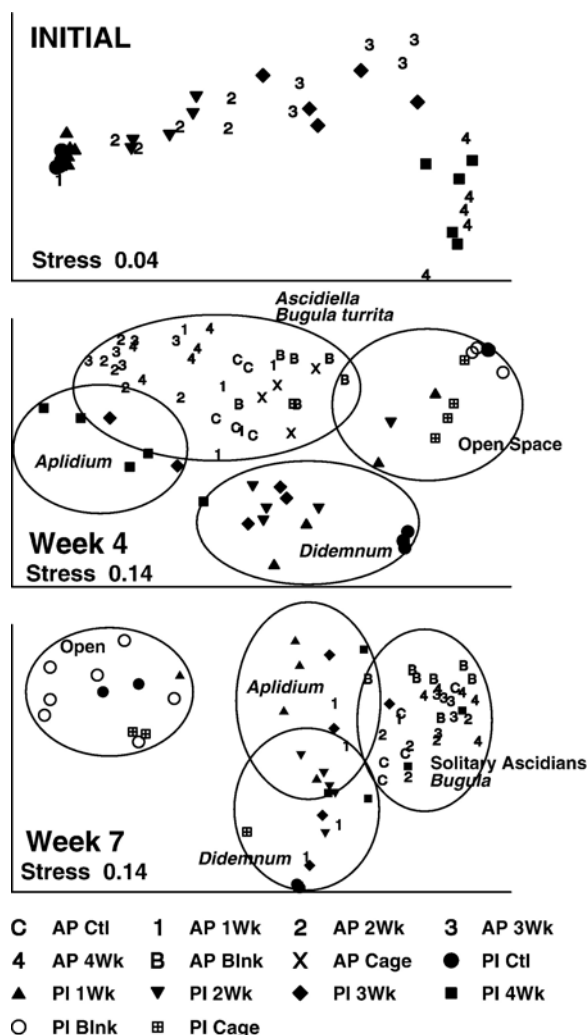 INITIAL
Stress 0.04
Ascidiella
Bugula turrita
Aplidium
Open Space
Didemnum
Week 4
Stress 0.14
Open
Aplidium
Solitary Ascidians
Bugula
Week 7
Didemnum
Stress 0.14
C AP Ctl 1 AP 1Wk 2 AP 2Wk 3 AP 3Wk
4 AP 4Wk B AP Blnk X AP Cage PI Ctl
PI 1Wk PI 2Wk PI 3Wk PI 4Wk
PI Blnk PI Cage